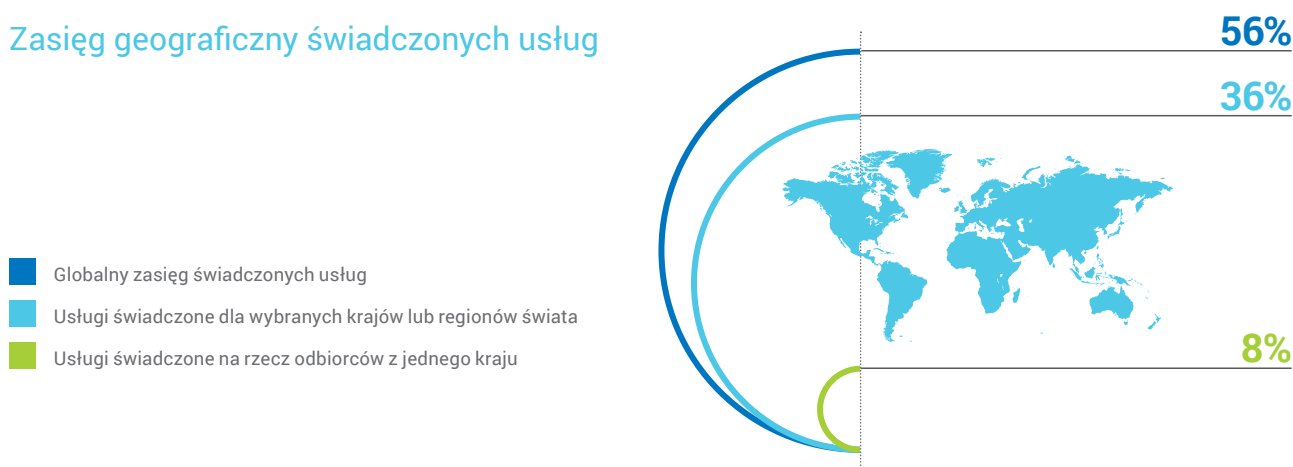 Zasięg geograficzny świadczonych usług
56%
36%
Globalny zasięg świadczonych usług
Usługi świadczone dla wybranych krajów lub regionów świata
Usługi świadczone na rzecz odbiorców z jednego kraju
8%